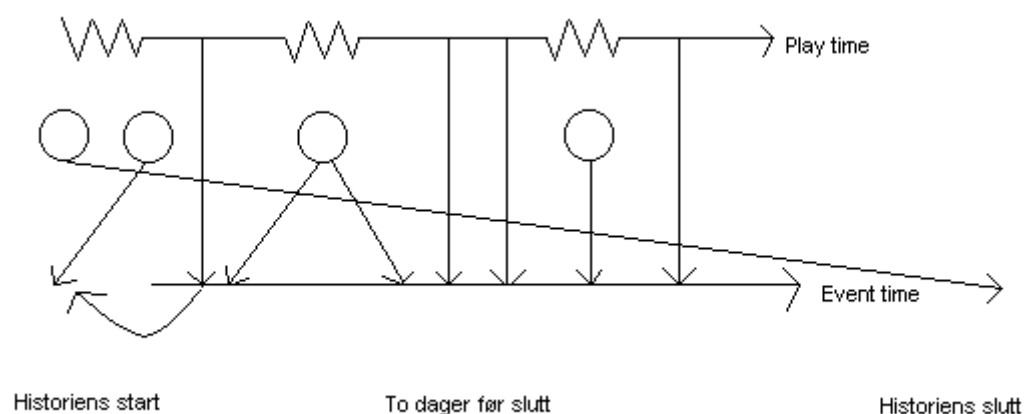 Play time
Event time
Historiens start
To dager før slutt
Historiens slutt